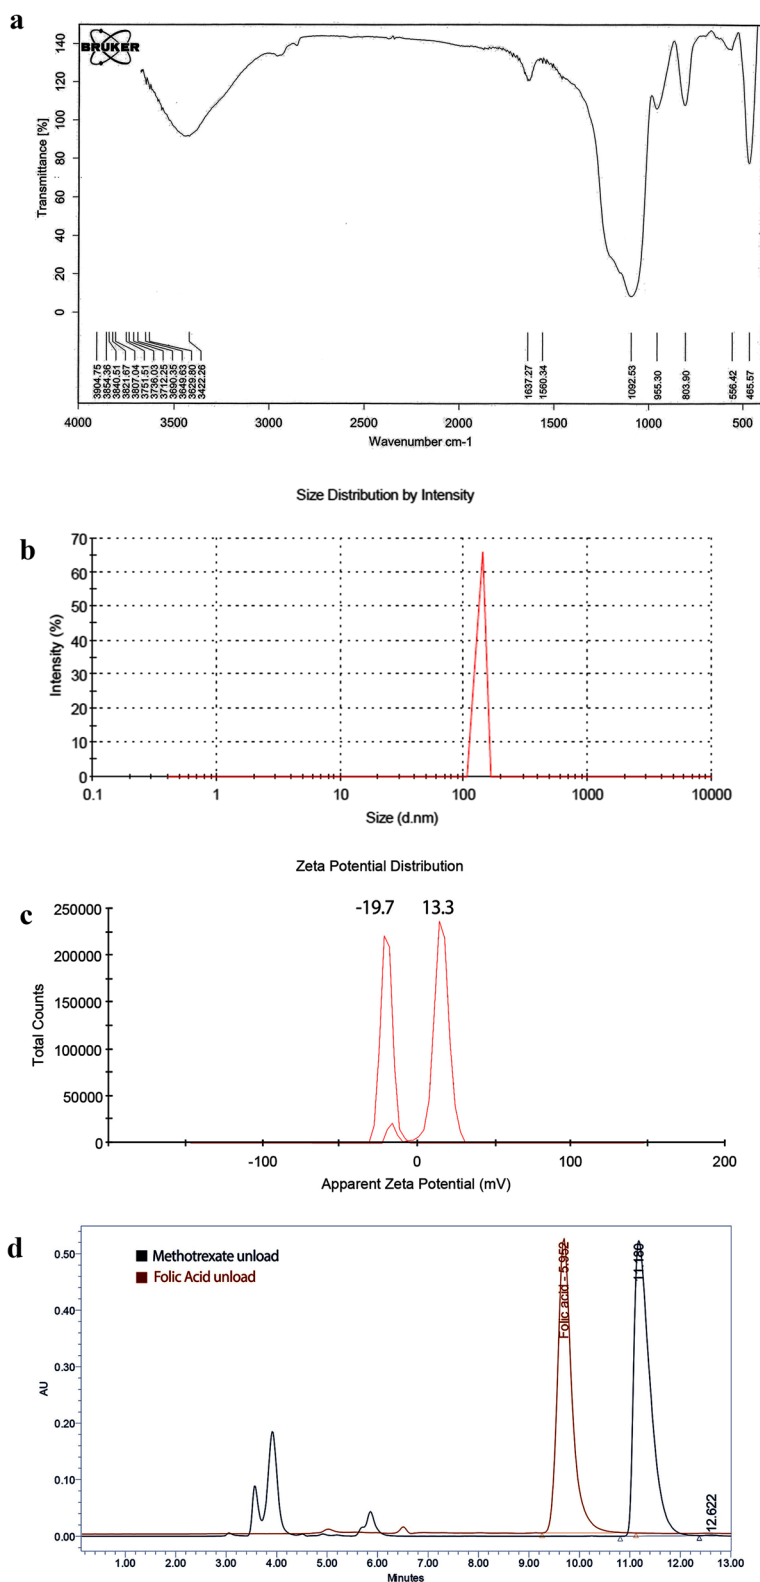 a
BRUKER
Transmittance [%]
140
120
100
80
60
40
20
0
3904.75
3854.36
3840.51
3821.67
3807.04
3751.51
3736.03
3712.25
3690.35
3649.63
3629.60
3422.26
1637.27
1560.34
1092.53
955.30
803.90
556.42
465.57
4000 3500 3000 2500 2000 1500 1000 500
Wavenumber cm-1
Size Distribution by Intensity
b
Intensity (%)
70
60
50
40
30
20
10
0
0.1 1 10 100 1000 10000
Size (d.nm)
Zeta Potential Distribution
c
-19.7 13.3
Total Counts
250000
200000
150000
100000
50000
0
-100 0 100 200
Apparent Zeta Potential (mV)
d
Methotrexate unload
Folic Acid unload
Folic acid - 5.952
11.180
12.622
AU
0.50
0.40
0.30
0.20
0.10
0.00
1.00 2.00 3.00 4.00 5.00 6.00 7.00 8.00 9.00 10.00 11.00 12.00 13.00
Minutes